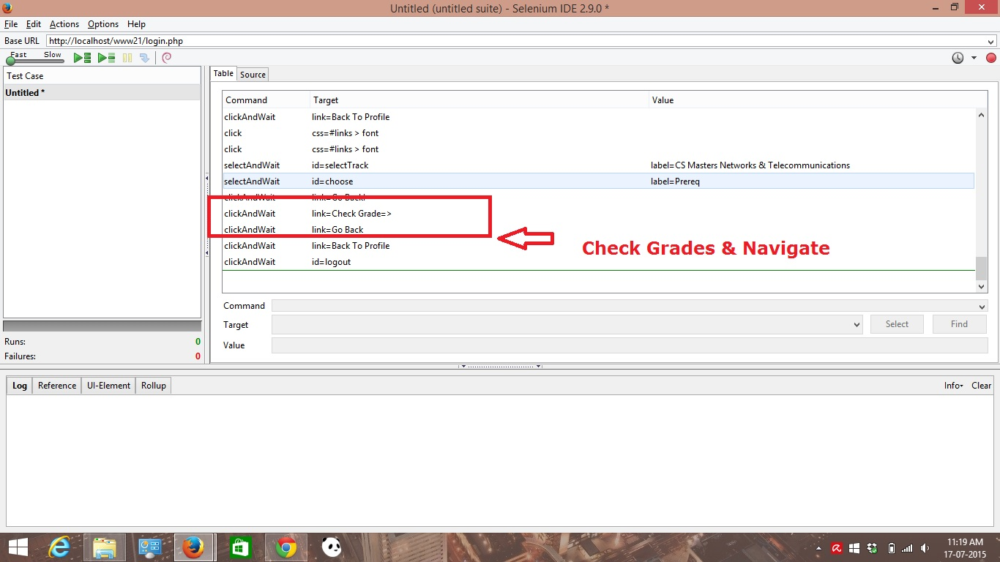 Untitled (untitled suite) - Selenium IDE 2.9.0 *
File Edit Actions Options Help
Base URL http://localhost/www21/login.php
Fast Slow
Test Case
Untitled *
Table Source
Command Target Value
clickAndWait link=Back To Profile
click css=#links > font
click css=#links > font
selectAndWait id=selectTrack label=CS Masters Networks & Telecommunications
selectAndWait id=choose label=Prereq
clickAndWait link=Go Back!
clickAndWait link=Check Grade=>
clickAndWait link=Go Back
clickAndWait link=Back To Profile
clickAndWait id=logout
Check Grades & Navigate
Command
Target Select Find
Value
Runs: 0
Failures: 0
Log Reference UI-Element Rollup Info Clear
11:19 AM
17-07-2015